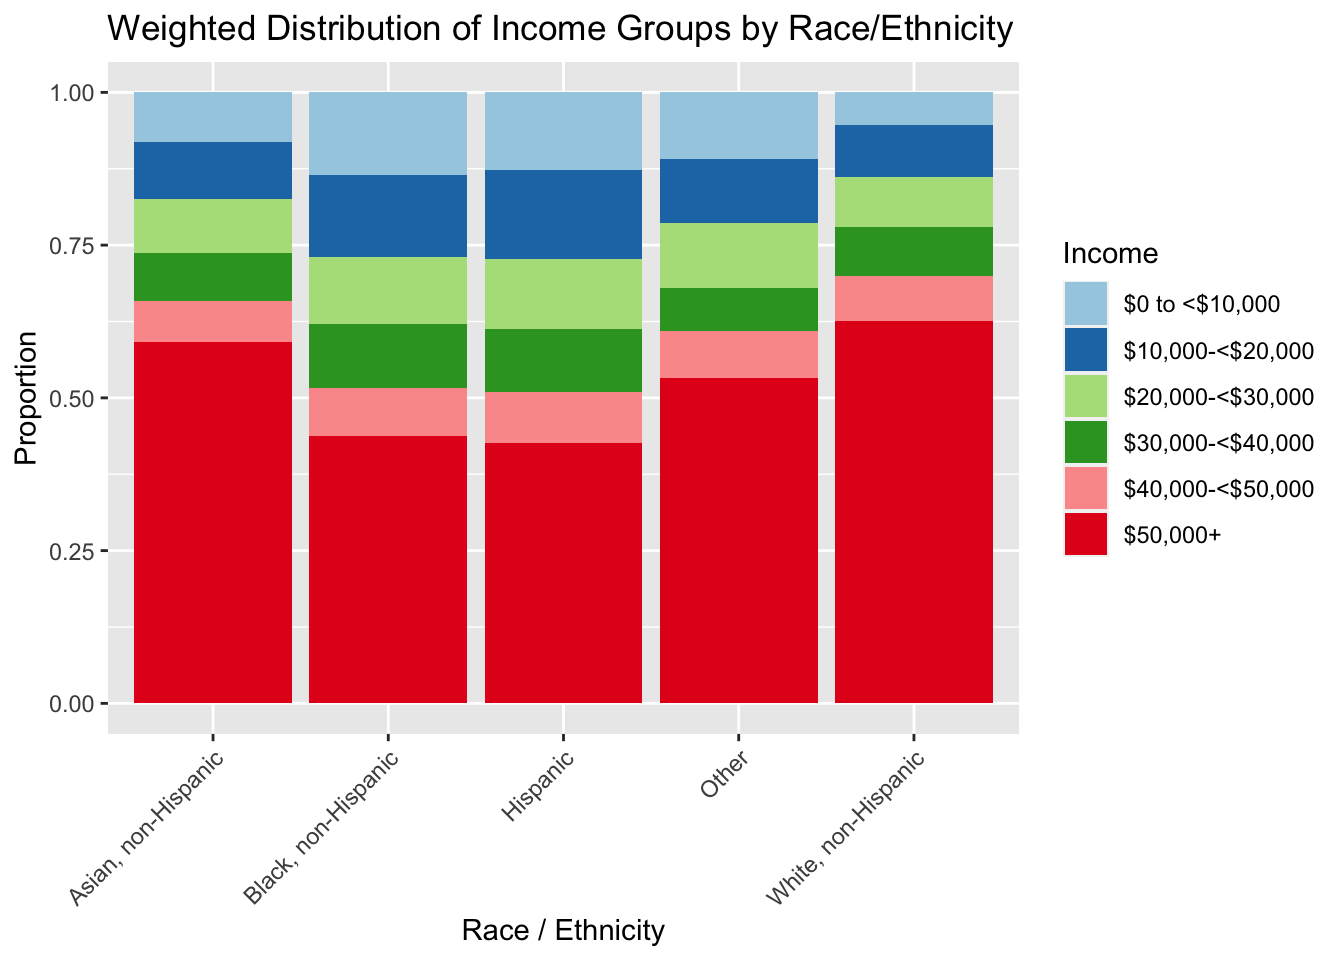 Weighted Distribution of Income Groups by Race/Ethnicity
1.00
0.75
0.50
0.25
0.00
Proportion
Asian, non-Hispanic
Black, non-Hispanic
Hispanic
Other
White, non-Hispanic
Race / Ethnicity
Income
$0 to <$10,000
$10,000-<$20,000
$20,000-<$30,000
$30,000-<$40,000
$40,000-<$50,000
$50,000+